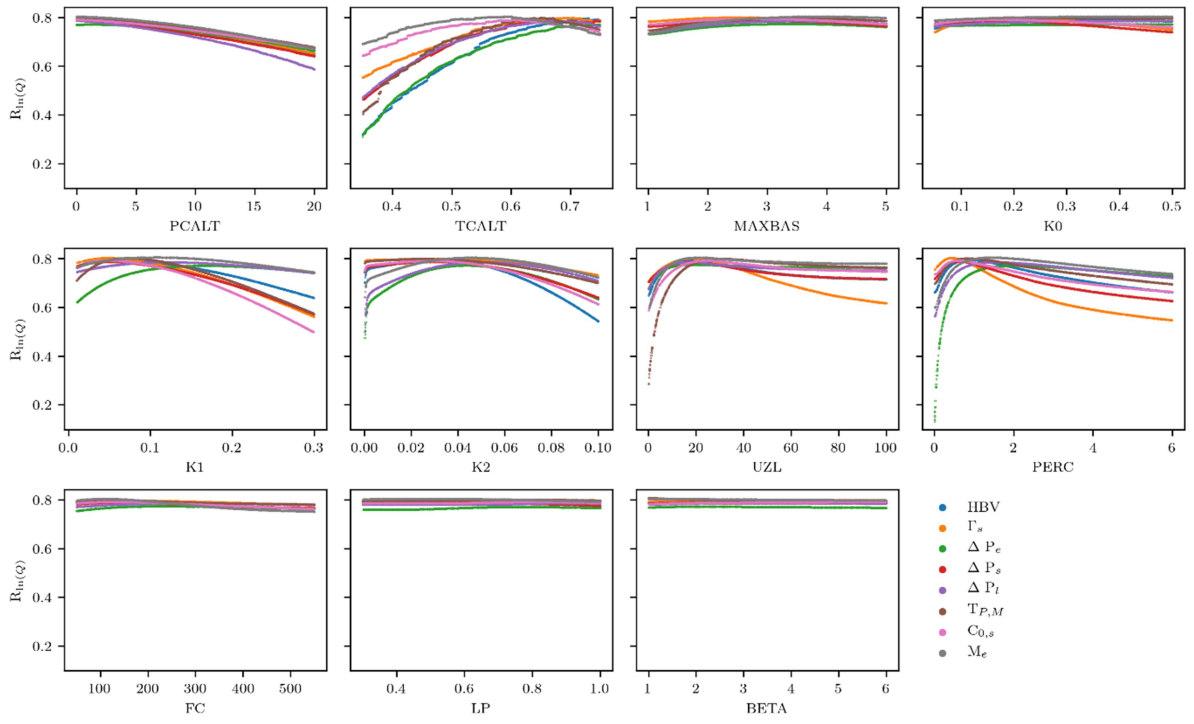 0.8
0.6
0.4
0.2
R_ln(Q)
0 5 10 15 20
PCALT
0.4 0.5 0.6 0.7
TCALT
1 2 3 4 5
MAXBAS
0.1 0.2 0.3 0.4 0.5
K0
0.8
0.6
0.4
0.2
R_ln(Q)
0.0 0.1 0.2 0.3
K1
0.00 0.02 0.04 0.06 0.08 0.10
K2
0 20 40 60 80 100
UZL
0 2 4 6
PERC
0.8
0.6
0.4
0.2
R_ln(Q)
100 200 300 400 500
FC
0.4 0.6 0.8 1.0
LP
1 2 3 4 5 6
BETA
HBV
Γ_s
Δ P_e
Δ P_s
Δ P_l
T_P,M
C_0,s
M_e